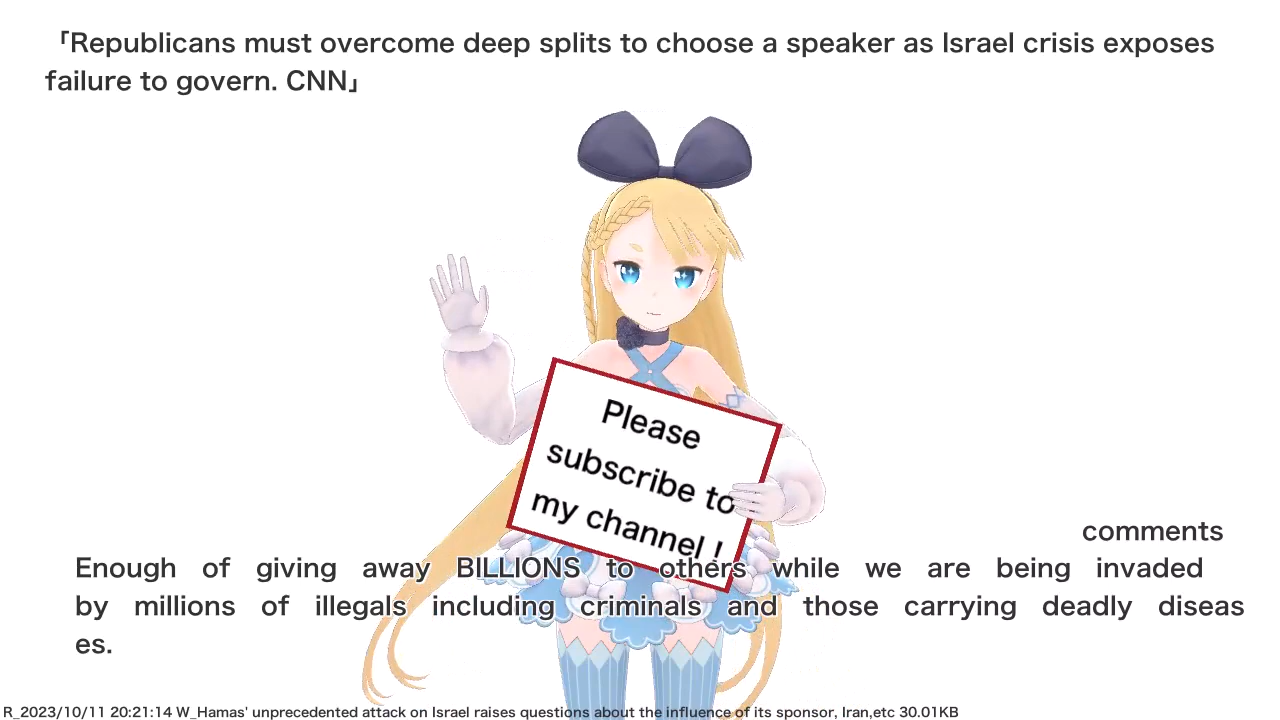 「Republicans must overcome deep splits to choose a speaker as Israel crisis exposes
failure to govern. CNN」
Please
subscribe to
my channel !
comments
Enough of giving away BILLIONS to others while we are being invaded
by millions of illegals including criminals and those carrying deadly diseas
es.
R_2023/10/11 20:21:14 W_Hamas' unprecedented attack on Israel raises questions about the influence of its sponsor, Iran,etc 30.01KB